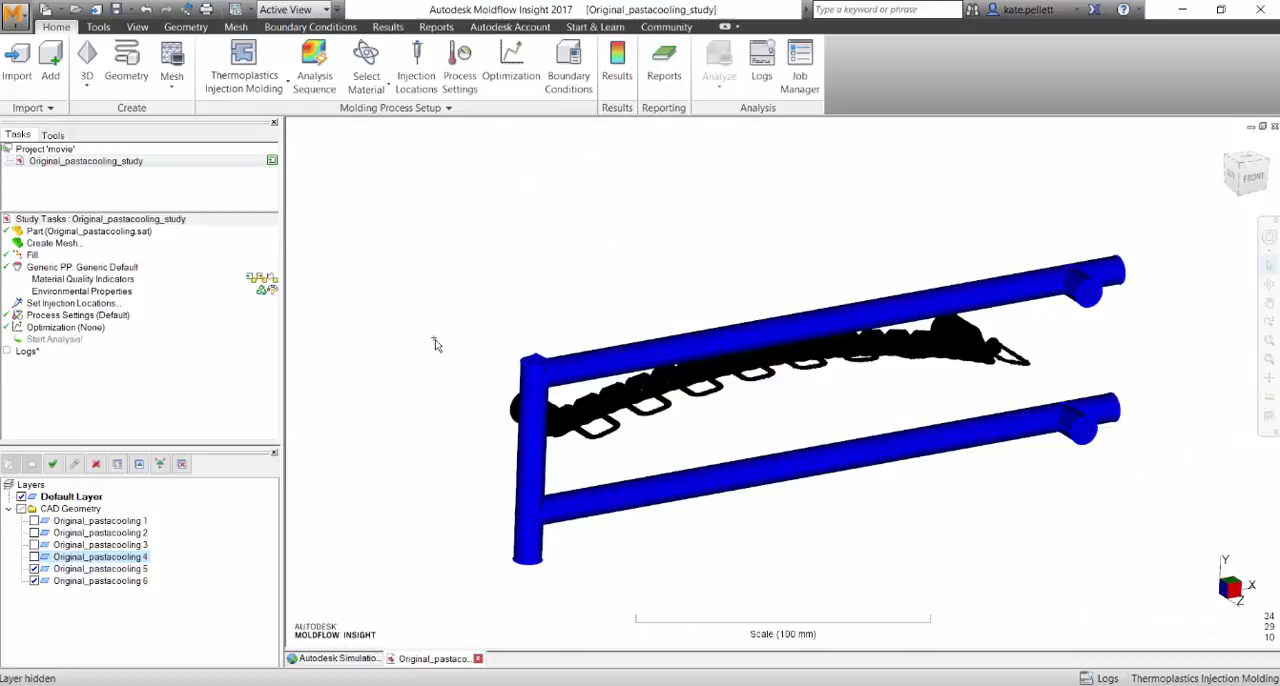 Active View
Autodesk Moldflow Insight 2017 [Original_pastacooling_study]
Type a keyword or phrase
kate.pellett
Home Tools View Geometry Mesh Boundary Conditions Results Reports Autodesk Account Start & Learn Community
Import
Add
3D
Geometry
Mesh
Thermoplastics
Injection Molding
Analysis
Sequence
Select
Material
Injection
Locations
Process
Settings
Optimization
Boundary
Conditions
Results
Reports
Analyze
Logs
Job
Manager
Import
Create
Molding Process Setup
Results
Reporting
Analysis
Tasks Tools
Project 'movie'
Original_pastacooling_study
Study Tasks : Original_pastacooling_study
Part (Original_pastacooling.sat)
Create Mesh...
Fill
Generic PP: Generic Default
Material Quality Indicators
Environmental Properties
Set Injection Locations...
Process Settings (Default)
Optimization (None)
Start Analysis!
Logs*
Layers
Default Layer
CAD Geometry
Original_pastacooling 1
Original_pastacooling 2
Original_pastacooling 3
Original_pastacooling 4
Original_pastacooling 5
Original_pastacooling 6
FRONT
Y
X
Z
24
29
10
AUTODESK
MOLDFLOW INSIGHT
Scale (100 mm)
Autodesk Simulatio...
Original_pastaco...
Layer hidden
Logs
Thermoplastics Injection Molding